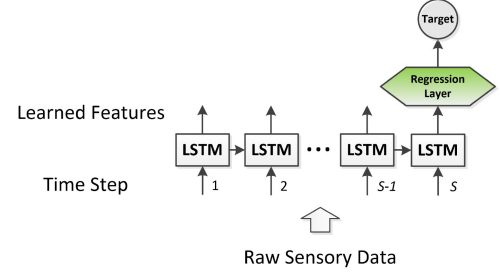 Target
Regression
Layer
Learned Features
LSTM LSTM ••• LSTM LSTM
Time Step 1 2 S-1 S
Raw Sensory Data